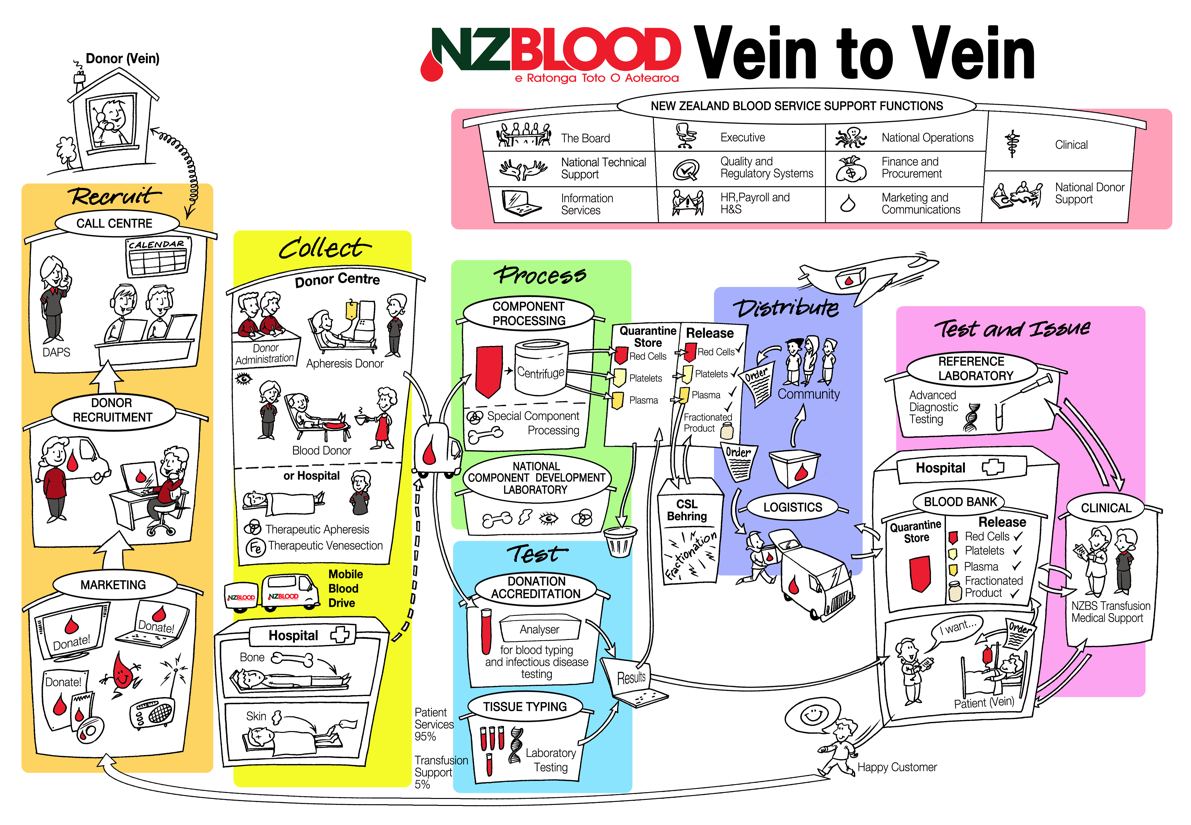 NZBLOOD Vein to Vein
e Ratonga Toto O Aotearoa
Donor (Vein)
NEW ZEALAND BLOOD SERVICE SUPPORT FUNCTIONS
The Board
Executive
National Operations
Clinical
National Technical
Support
Quality and
Regulatory Systems
Finance and
Procurement
National Donor
Support
Information
Services
HR,Payroll and
H&S
Marketing and
Communications
Recruit
CALL CENTRE
CALENDAR
DAPS
DONOR
RECRUITMENT
MARKETING
Donate!
Donate!
Donate!
Collect
Donor Centre
Donor
Administration
Apheresis Donor
Blood Donor
or Hospital
Therapeutic Apheresis
Fe
Therapeutic Venesection
NZBLOOD
NZBLOOD
Mobile
Blood
Drive
Hospital
Bone
Skin
Process
COMPONENT
PROCESSING
Centrifuge
Special Component
Processing
NATIONAL
COMPONENT DEVELOPMENT
LABORATORY
Quarantine
Store
Red Cells
Platelets
Plasma
Release
Red Cells
Platelets
Plasma
Fractionated
Product
CSL
Behring
Fractionation
Test
DONATION
ACCREDITATION
Analyser
for blood typing
and infectious disease
testing
TISSUE TYPING
Laboratory
Testing
Results
Patient
Services
95%
Transfusion
Support
5%
Distribute
Order
Community
Order
LOGISTICS
Test and Issue
REFERENCE
LABORATORY
Advanced
Diagnostic
Testing
Hospital
BLOOD BANK
Quarantine
Store
Release
Red Cells
Platelets
Plasma
Fractionated
Product
I want...
Order
Patient (Vein)
CLINICAL
NZBS Transfusion
Medical Support
Happy Customer